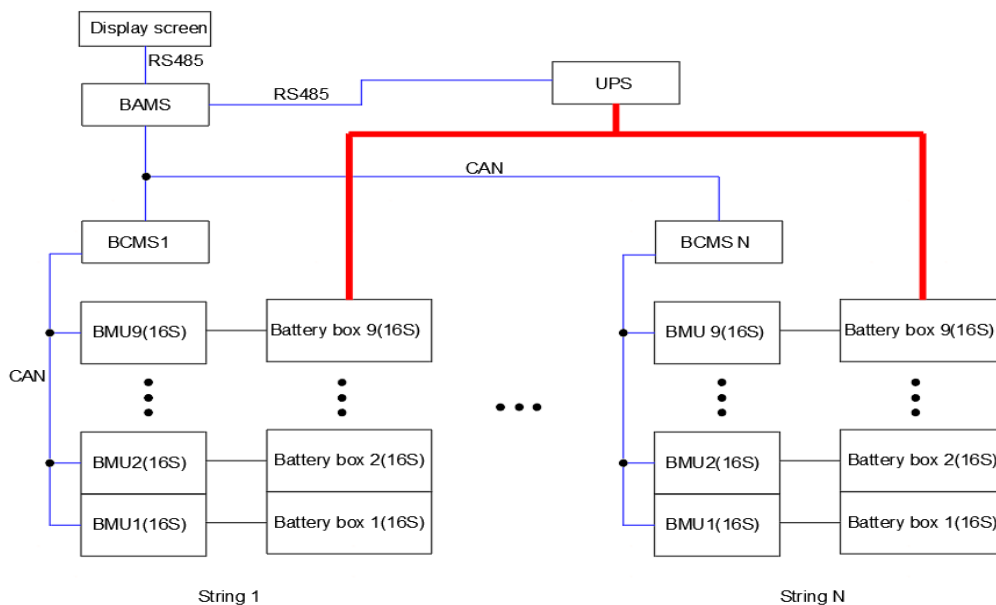 Display screen
RS485
BAMS
RS485
UPS
CAN
BCMS1
BCMS N
BMU9(16S)
Battery box 9(16S)
BMU 9(16S)
Battery box 9(16S)
CAN
BMU2(16S)
Battery box 2(16S)
BMU2(16S)
Battery box 2(16S)
BMU1(16S)
Battery box 1(16S)
BMU1(16S)
Battery box 1(16S)
String 1
String N